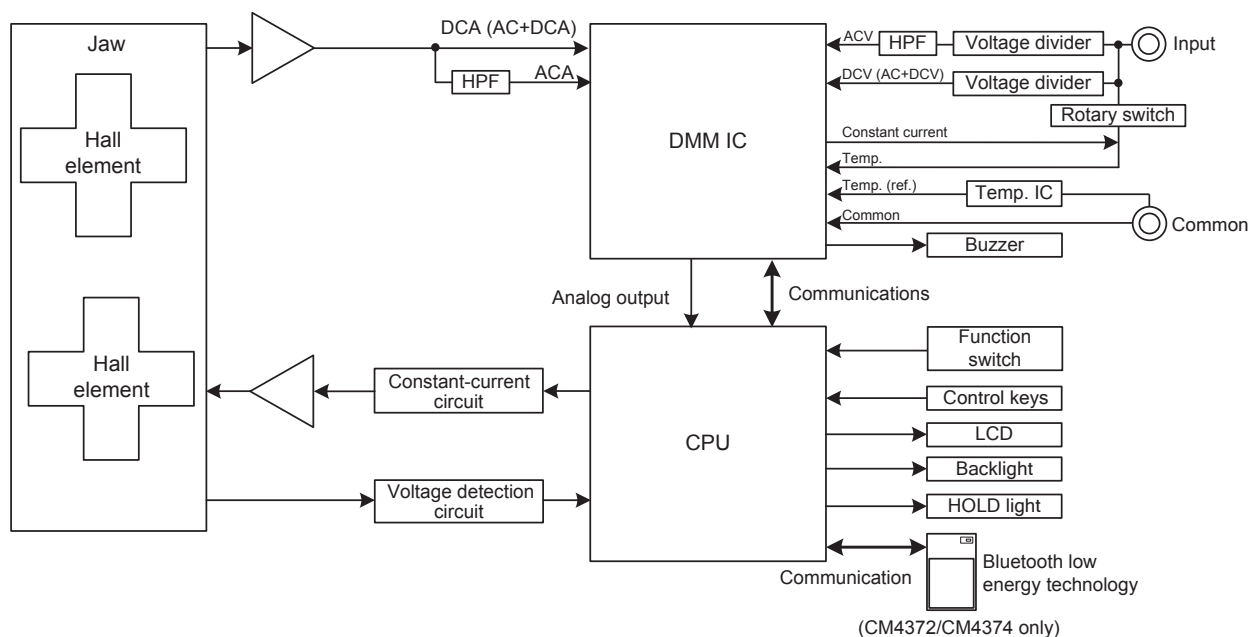 Jaw
Hall
element
Hall
element
DCA (AC+DCA)
HPF
ACA
DMM IC
ACV
HPF
Voltage divider
Input
DCV (AC+DCV)
Voltage divider
Rotary switch
Constant current
Temp.
Temp. (ref.)
Temp. IC
Common
Common
Buzzer
Analog output
Communications
Constant-current
circuit
Voltage detection
circuit
CPU
Function
switch
Control keys
LCD
Backlight
HOLD light
Communication
Bluetooth low
energy technology
(CM4372/CM4374 only)